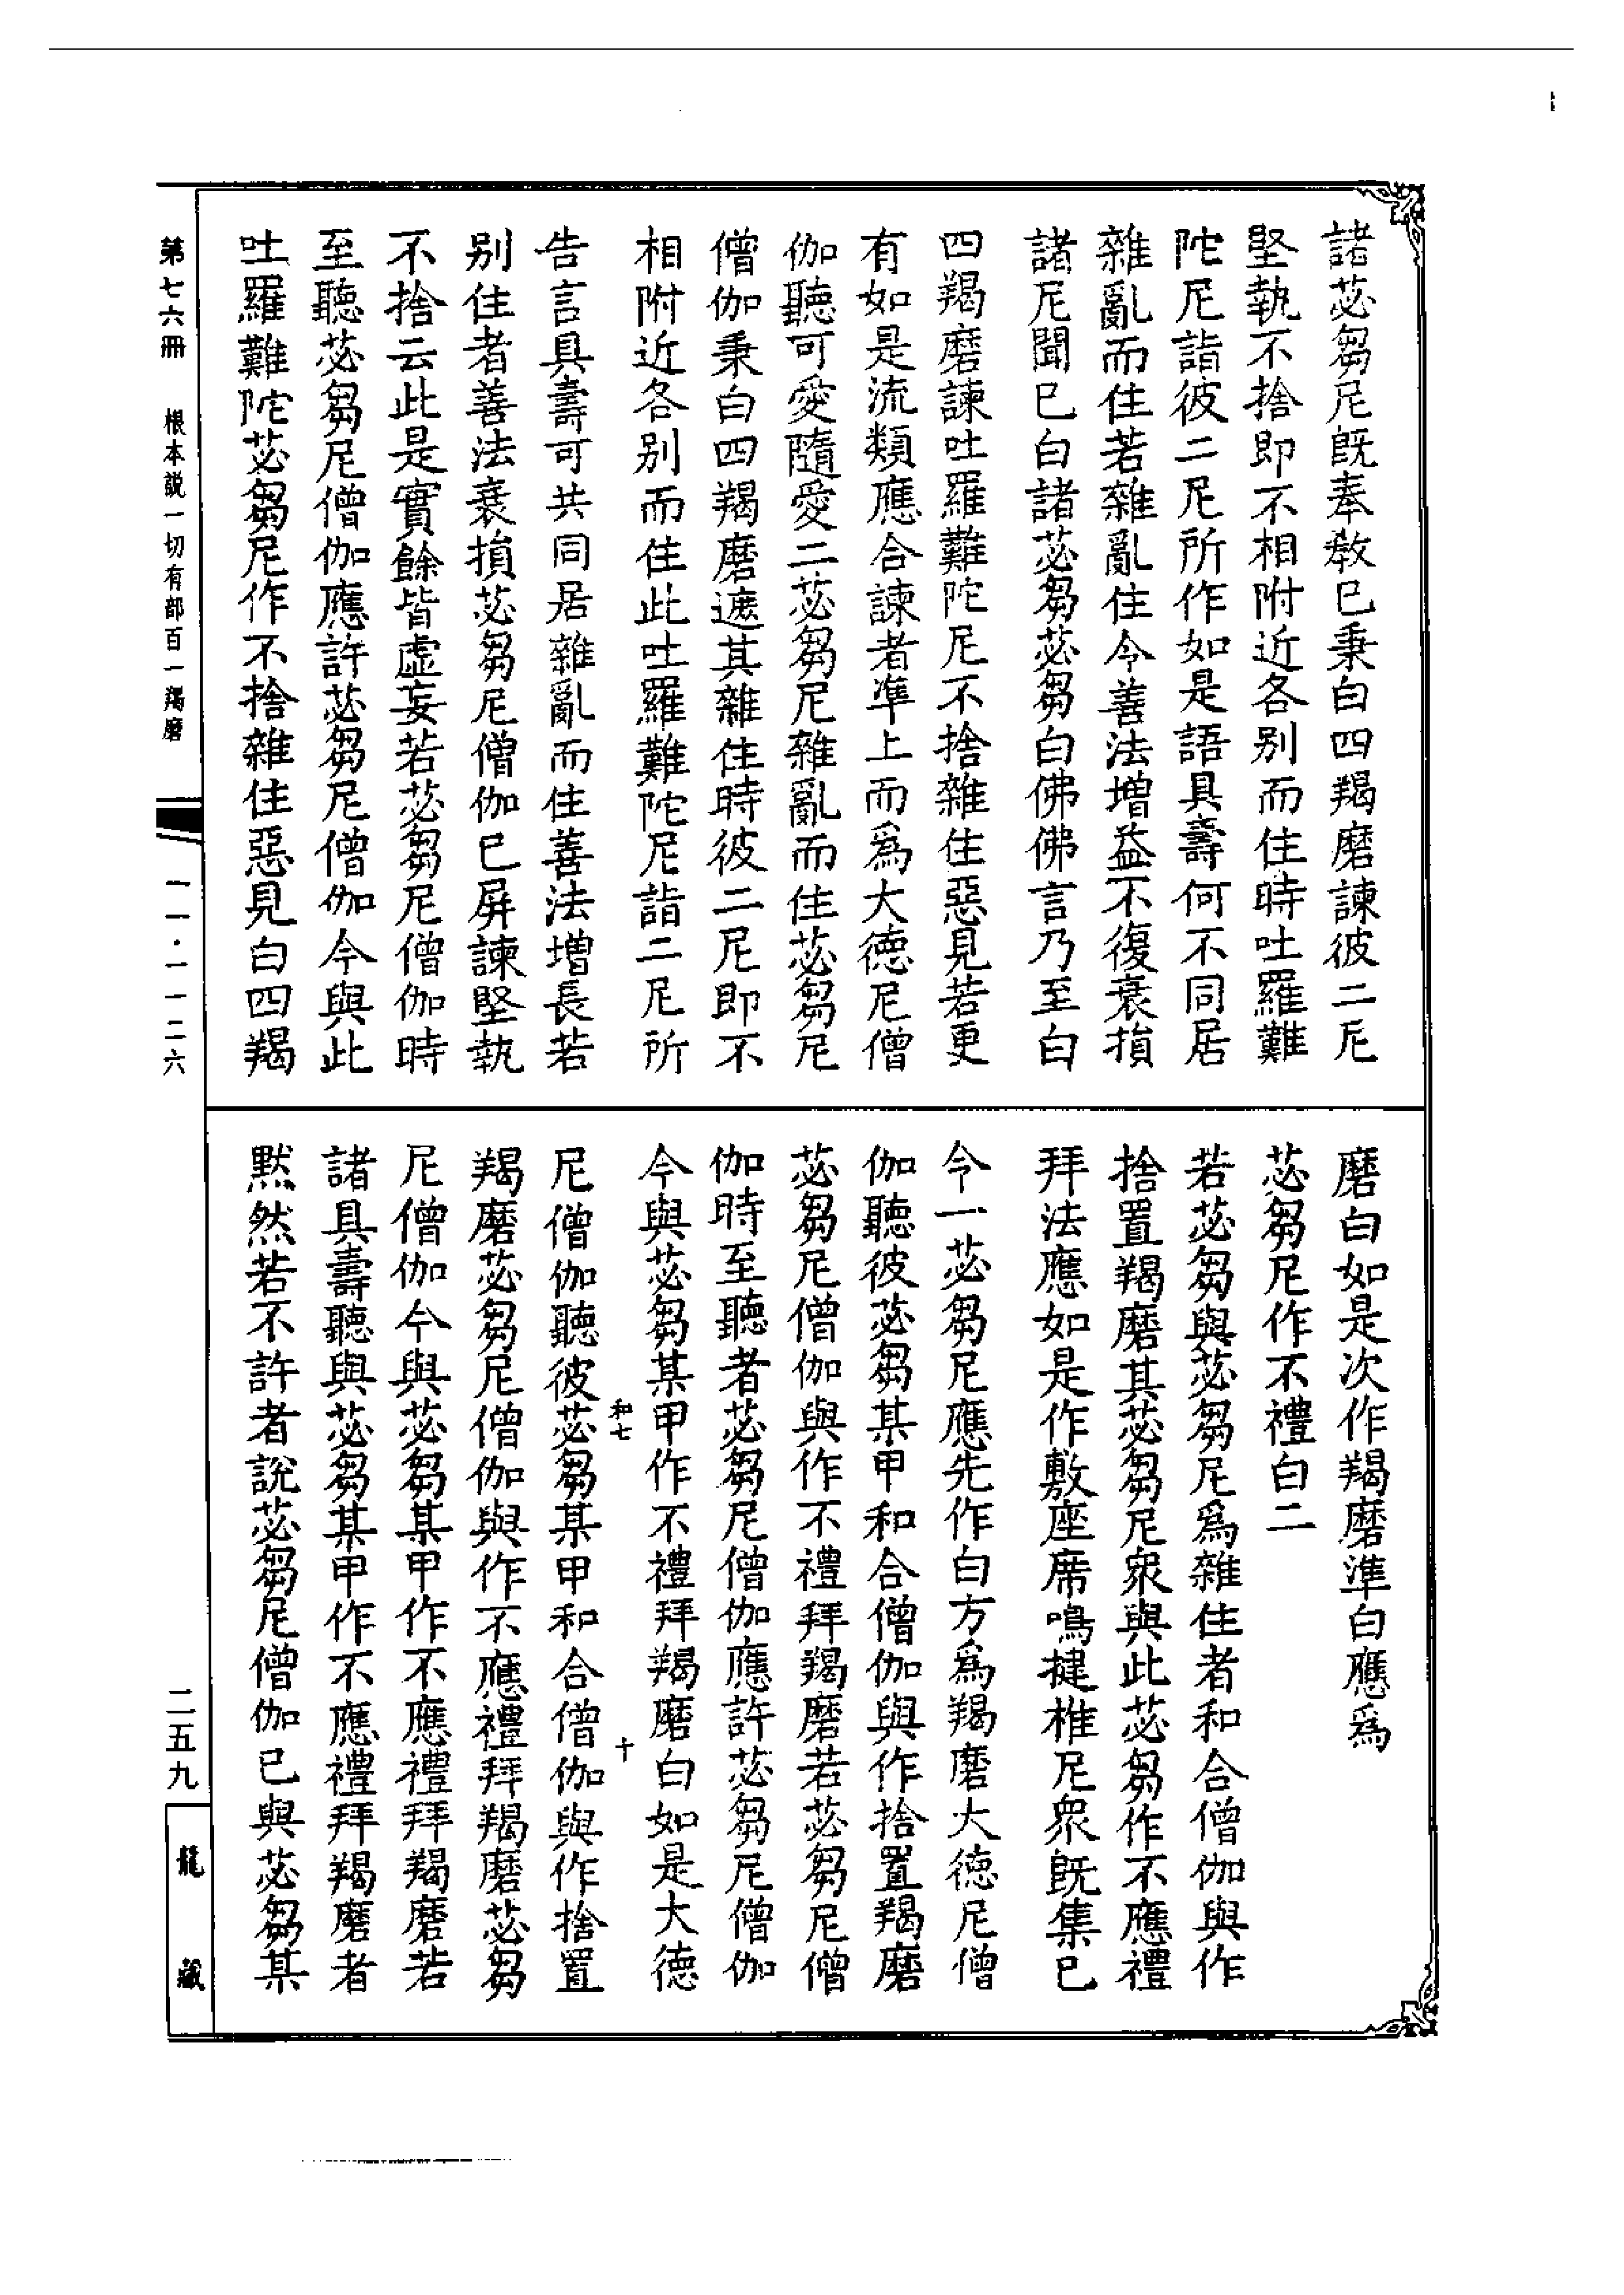 諸苾芻尼既奉教已秉白四羯磨諫彼二尼
堅執不捨即不相附近各别而住時吐羅難
陀尼詣彼二尼所作如是語具壽何不同居
雜亂而住若雜亂住令善法增益不復衰損
諸尼聞已白諸苾芻苾芻白佛佛言乃至白
四羯磨諫吐羅難陀尼不捨雜住惡見若更
有如是流類應合諫者準上而爲大德尼僧
伽聽可愛隨愛二苾芻尼雜亂而住苾芻尼
僧伽秉白四羯磨遮其雜住時彼二尼即不
相附近各别而住此吐羅難陀尼詣二尼所
告言具壽可共同居雜亂而住善法增長若
别住者善法衰損苾芻尼僧伽已屏諫堅執
不捨云此是實餘皆虛妄若苾芻尼僧伽時
至聽苾芻尼僧伽應許苾芻尼僧伽今與此
吐羅難陀苾芻尼作不捨雜住惡見白四羯
磨白如是次作羯磨準白應爲
苾芻尼作不禮白二
若苾芻與苾芻尼爲雜住者和合僧伽與作
捨置羯磨其苾芻尼衆與此苾芻作不應禮
拜法應如是作敷座席鳴揵椎尼衆既集已
今一苾芻尼應先作白方爲羯磨大德尼僧
伽聽彼苾芻某甲和合僧伽與作捨置羯磨
苾芻尼僧伽與作不禮拜羯磨若苾芻尼僧
伽時至聽者苾芻尼僧伽應許苾芻尼僧伽
今與苾芻某甲作不禮拜羯磨白如是大德
和七
十
尼僧伽聽彼苾芻某甲和合僧伽與作捨置
羯磨苾芻尼僧伽與作不應禮拜羯磨苾芻
尼僧伽今與苾芻某甲作不應禮拜羯磨若
諸具壽聽與苾芻某甲作不應禮拜羯磨者
默然若不許者說苾芻尼僧伽已與苾芻某
第七六冊
根本說一切有部百一羯磨
一一·一一二六
二五九
龍藏